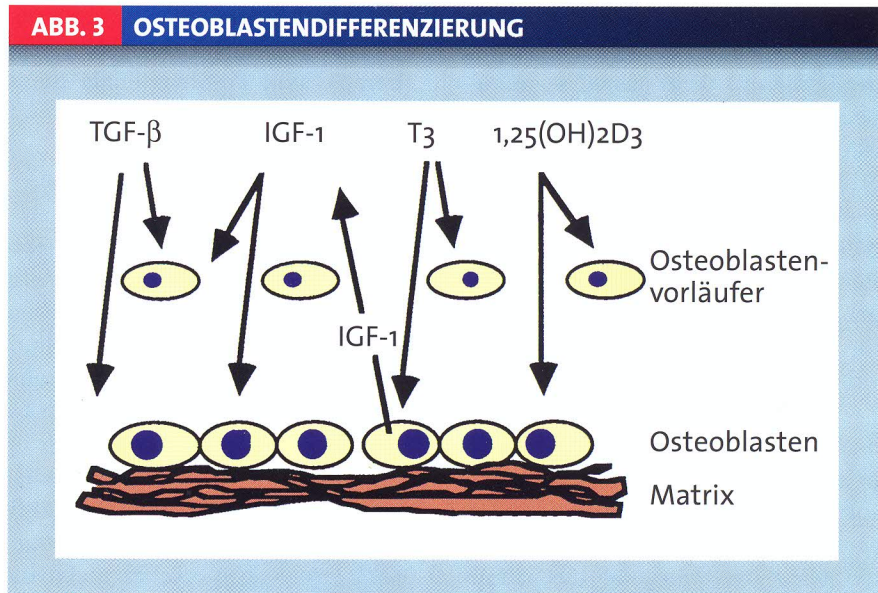 ABB. 3 OSTEOBLASTENDIFFERENZIERUNG
TGF-β IGF-1 T3 1,25(OH)2D3
Osteoblasten-
vorläufer
IGF-1
Osteoblasten
Matrix